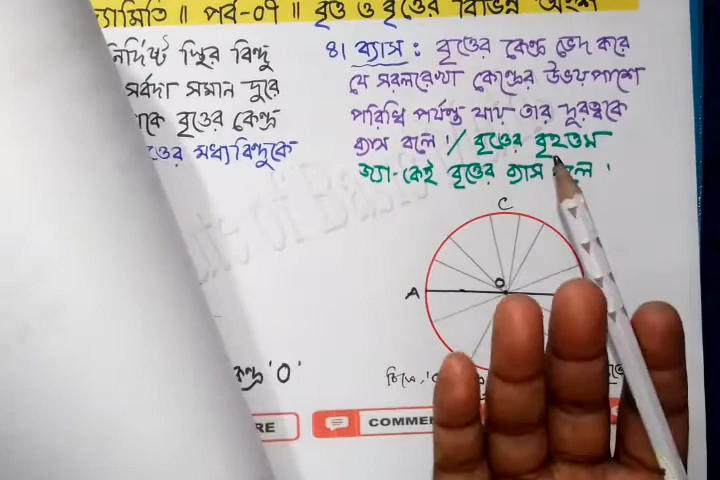 জ্যামিতি ॥ পর্ব-০৭ ॥ বৃত্ত ও বৃত্তের বিভিন্ন অংশ
নির্দিষ্ট স্থির বিন্দু
সর্বদা সমান দুরে
বৃত্তের কেন্দ্র
মধ্যবিন্দুকে
৪। ব্যাস : বৃত্তের কেন্দ্র ভেদ করে
যে সরলরেখা কেন্দ্রের উভয়পাশে
পরিধি পর্যন্ত যায় তার দূরত্বকে
ব্যাস বলে। / বৃত্তের বৃহত্তম
জ্যা-কেই বৃত্তের ব্যাস বলে।
C
A
O
'O'
চিত্রে,
RE
COMMEN